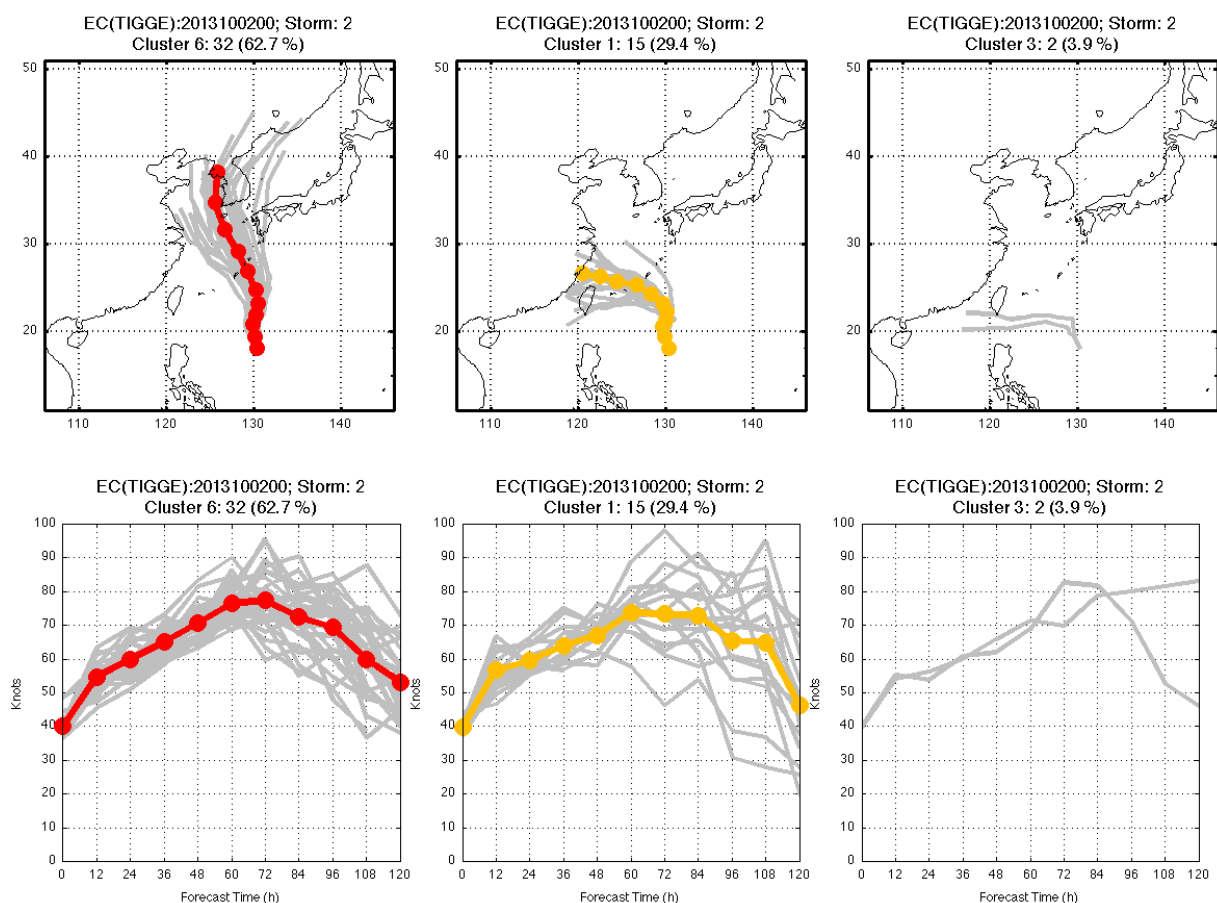 EC(TIGGE):2013100200; Storm: 2
Cluster 6: 32 (62.7 %)
50
40
30
20
110 120 130 140
EC(TIGGE):2013100200; Storm: 2
Cluster 1: 15 (29.4 %)
50
40
30
20
110 120 130 140
EC(TIGGE):2013100200; Storm: 2
Cluster 3: 2 (3.9 %)
50
40
30
20
110 120 130 140
EC(TIGGE):2013100200; Storm: 2
Cluster 6: 32 (62.7 %)
100
90
80
70
60
50
40
30
20
10
0
Knots
0 12 24 36 48 60 72 84 96 108 120
Forecast Time (h)
EC(TIGGE):2013100200; Storm: 2
Cluster 1: 15 (29.4 %)
100
90
80
70
60
50
40
30
20
10
0
Knots
0 12 24 36 48 60 72 84 96 108 120
Forecast Time (h)
EC(TIGGE):2013100200; Storm: 2
Cluster 3: 2 (3.9 %)
100
90
80
70
60
50
40
30
20
10
0
Knots
0 12 24 36 48 60 72 84 96 108 120
Forecast Time (h)